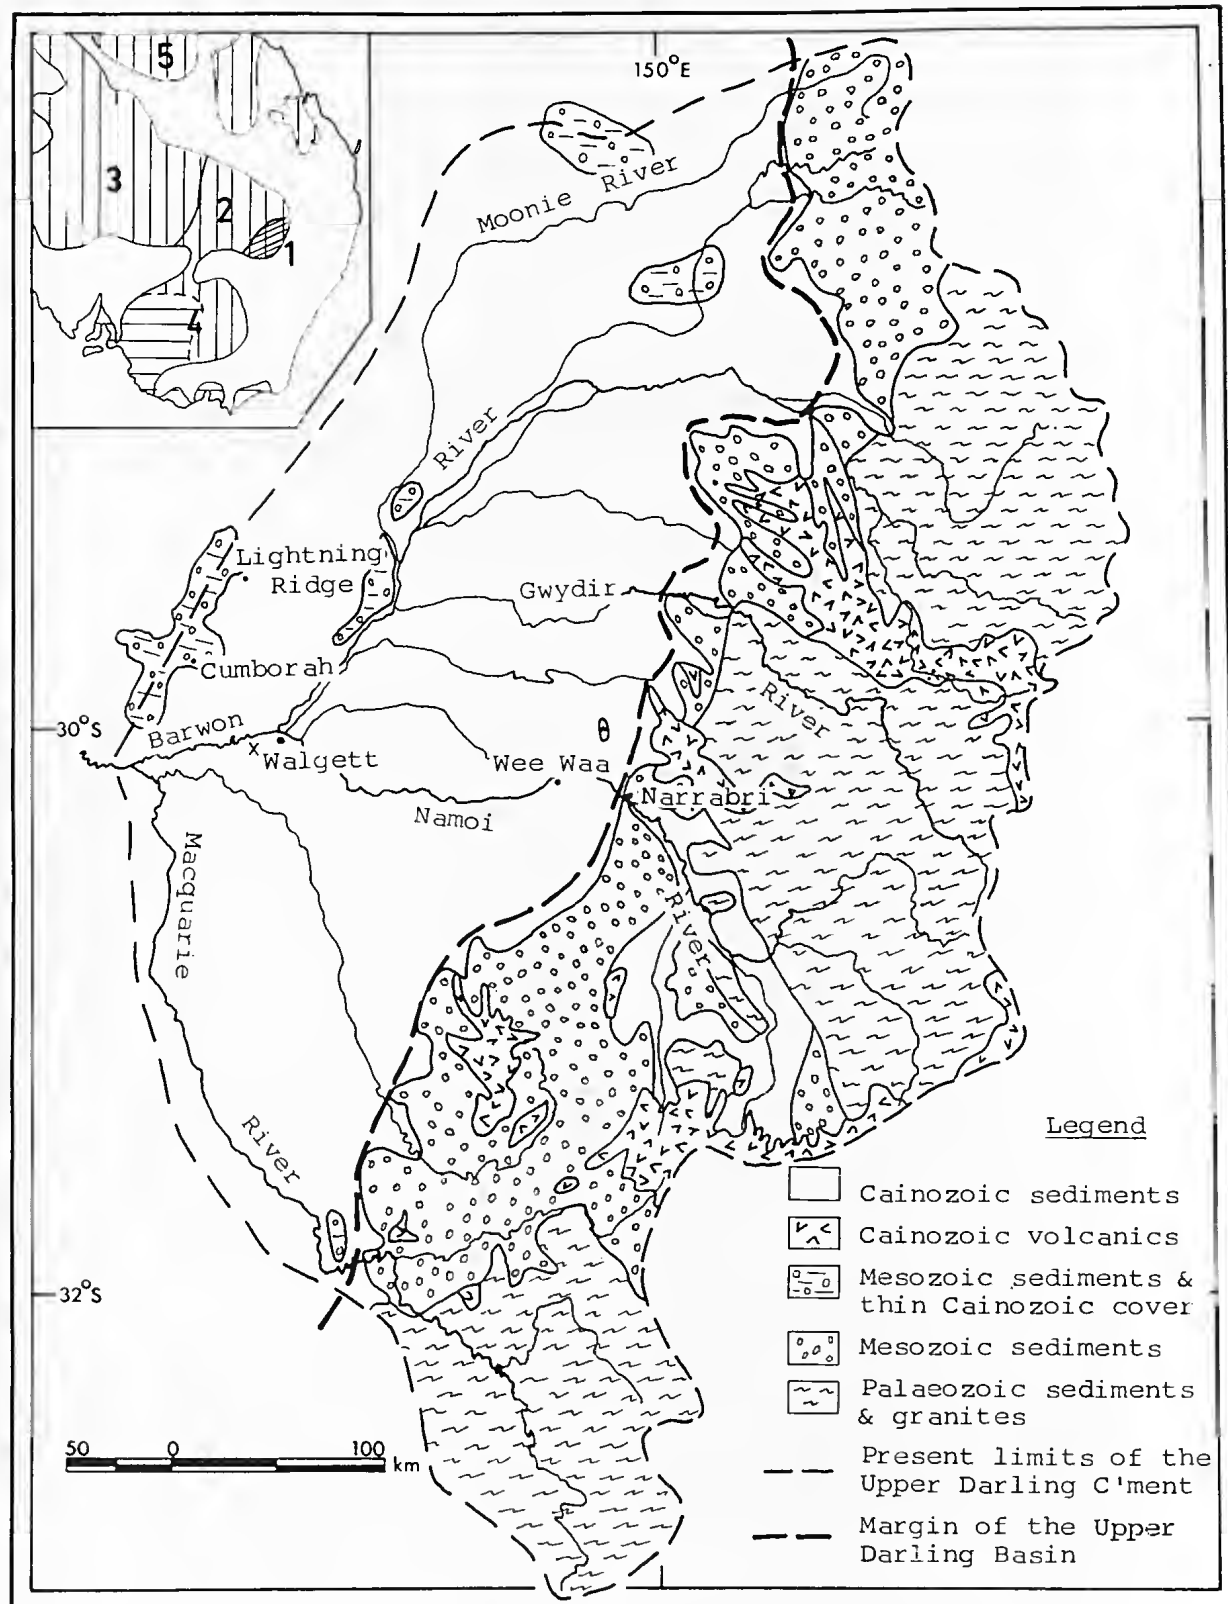 5
3
2
1
4
150°E
Moonie River
River
Lightning
Ridge
Gwydir
River
Cumborah
30°S
Barwon
x Walgett
Wee Waa
Narrabri
Namoi
River
Macquarie
River
32°S
Legend
Cainozoic sediments
Cainozoic volcanics
Mesozoic sediments &
thin Cainozoic cover
Mesozoic sediments
Palaeozoic sediments
& granites
Present limits of the
Upper Darling C'ment
Margin of the Upper
Darling Basin
50 0 100 km